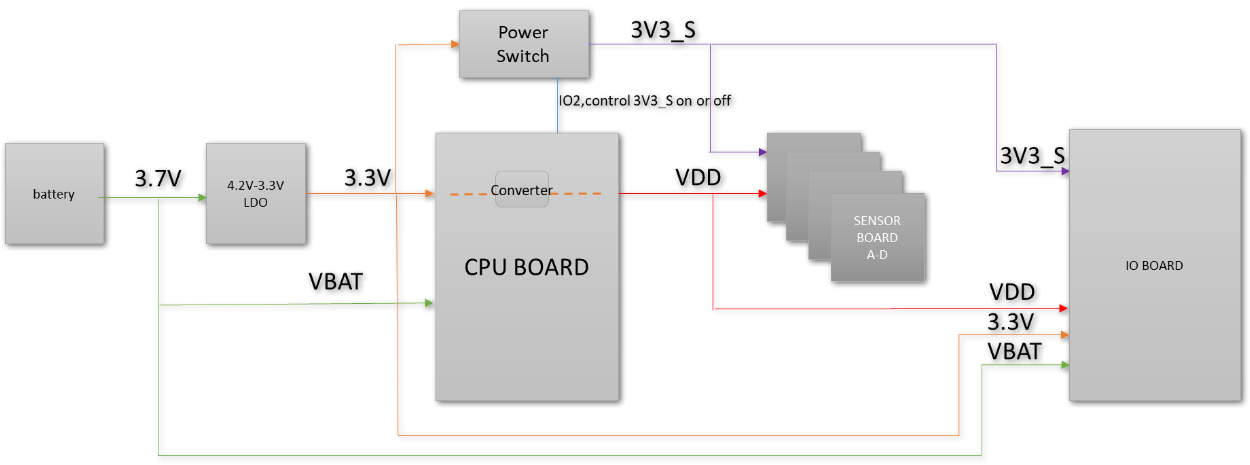 Power
Switch
3V3_S
IO2,control 3V3_S on or off
battery
3.7V
4.2V-3.3V
LDO
3.3V
Converter
CPU BOARD
VBAT
VDD
SENSOR
BOARD
A-D
3V3_S
IO BOARD
VDD
3.3V
VBAT